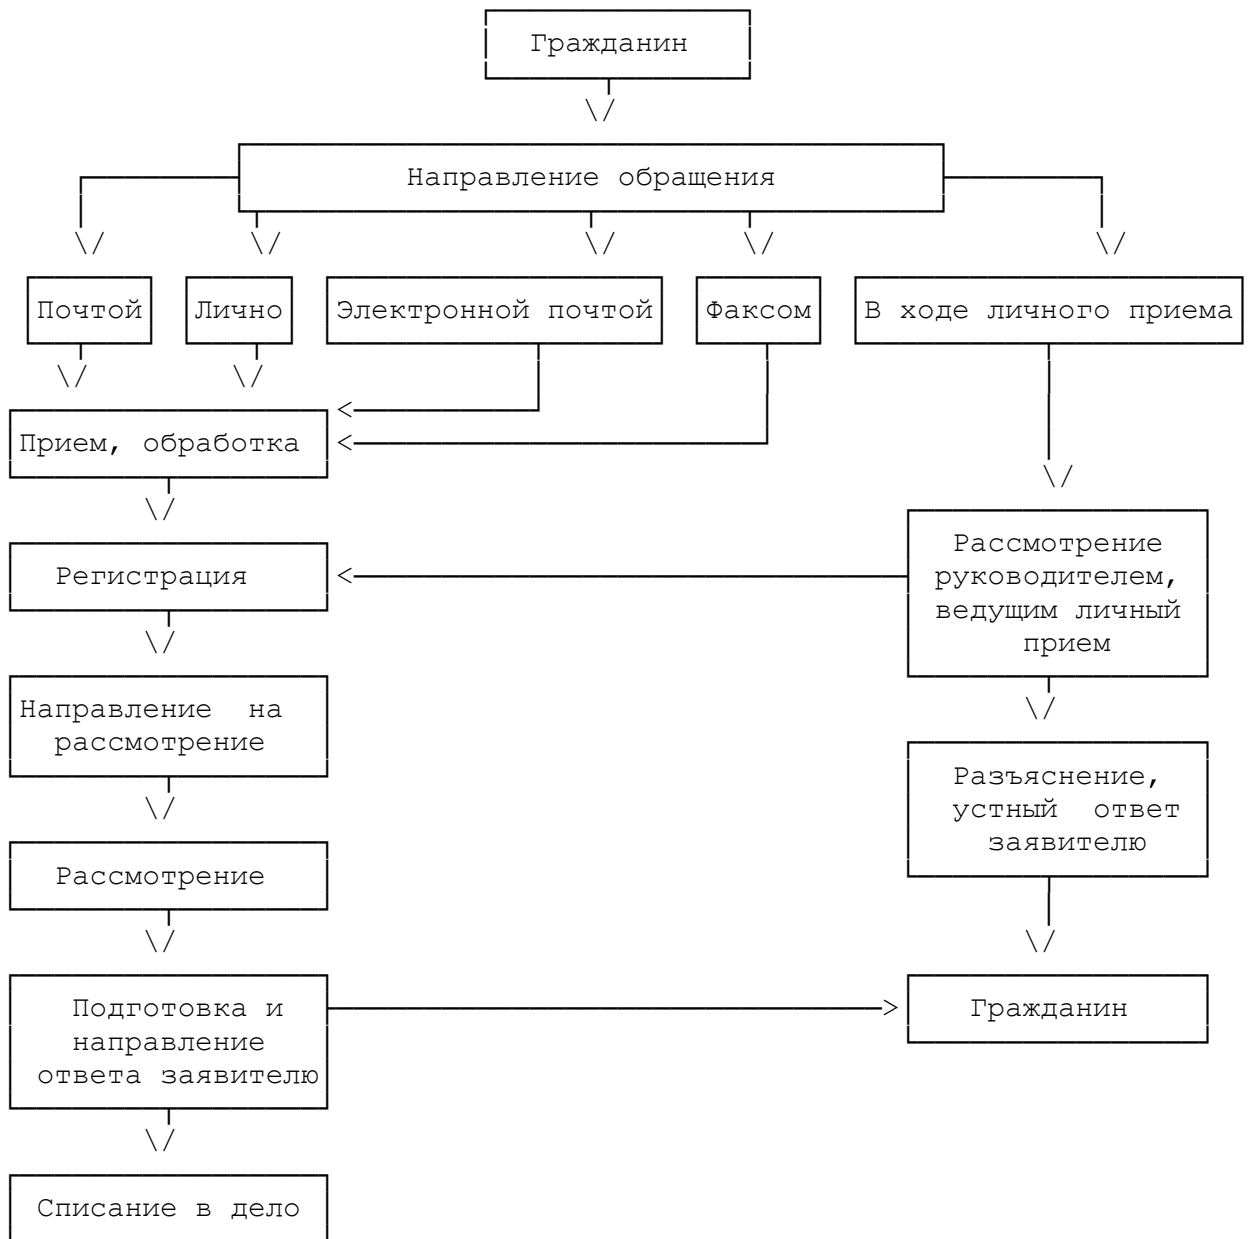 Гражданин
Направление обращения
Почтой
Лично
Электронной почтой
Факсом
В ходе личного приема
Прием, обработка
Регистрация
Рассмотрение
руководителем,
ведущим личный
прием
Направление на
рассмотрение
Разъяснение,
устный ответ
заявителю
Рассмотрение
Подготовка и
направление
ответа заявителю
Гражданин
Списание в дело